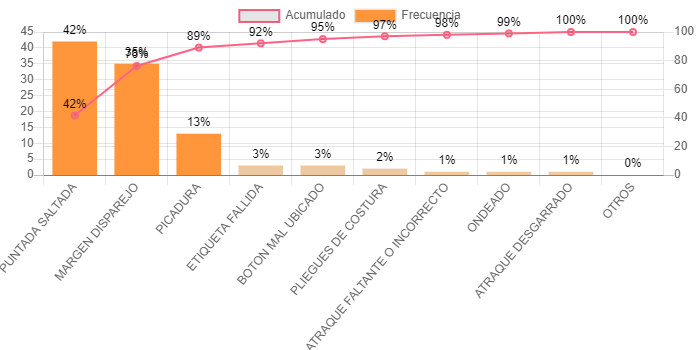 Acumulado Frecuencia
42% 35% 76% 89% 92% 95% 97% 98% 99% 100% 100%
45 100
40
35 80
30
25 60
20
42% 40
15
13%
10 20
5 3% 3% 2% 1% 1% 1% 0%
0 0
PUNTADA SALTADA
MARGEN DISPAREJO
PICADURA
ETIQUETA FALLIDA
BOTON MAL UBICADO
PLIEGUES DE COSTURA
ATRAQUE FALTANTE O INCORRECTO
ONDEADO
ATRAQUE DESGARRADO
OTROS